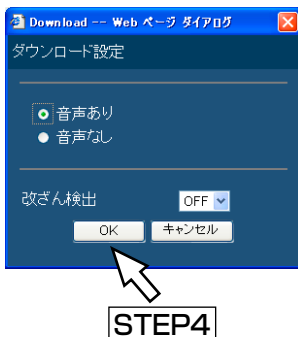 Download -- Web ページ ダイアログ
ダウンロード設定
音声あり
音声なし
改ざん検出 OFF
OK キャンセル
STEP4